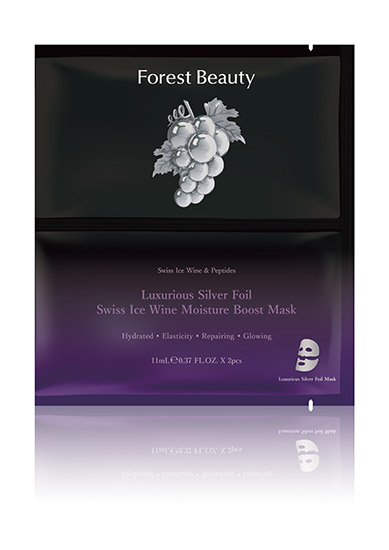 Forest Beauty
Swiss Ice Wine & Peptides
Luxurious Silver Foil
Swiss Ice Wine Moisture Boost Mask
Hydrated • Elasticity • Repairing • Glowing
11mL℮0.37 FL.OZ. X 2pcs
Luxurious Silver Foil Mask